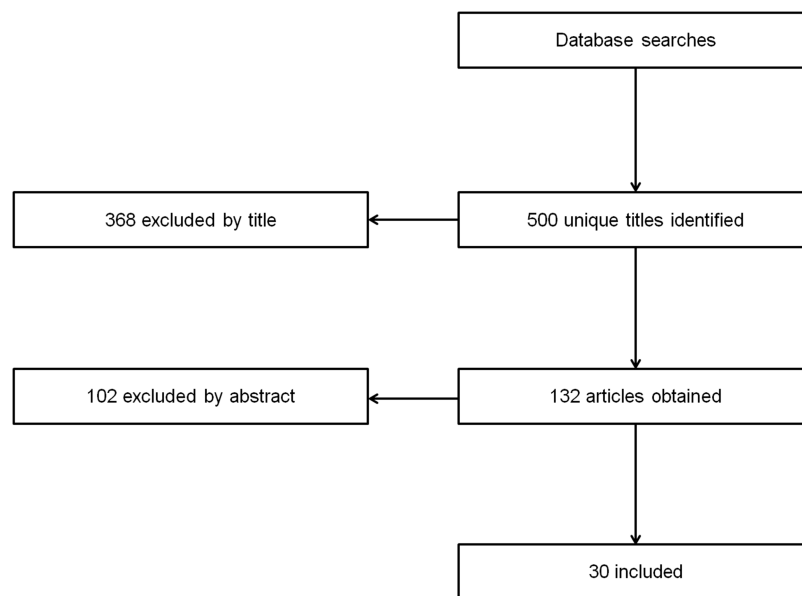 Database searches
368 excluded by title
500 unique titles identified
102 excluded by abstract
132 articles obtained
30 included